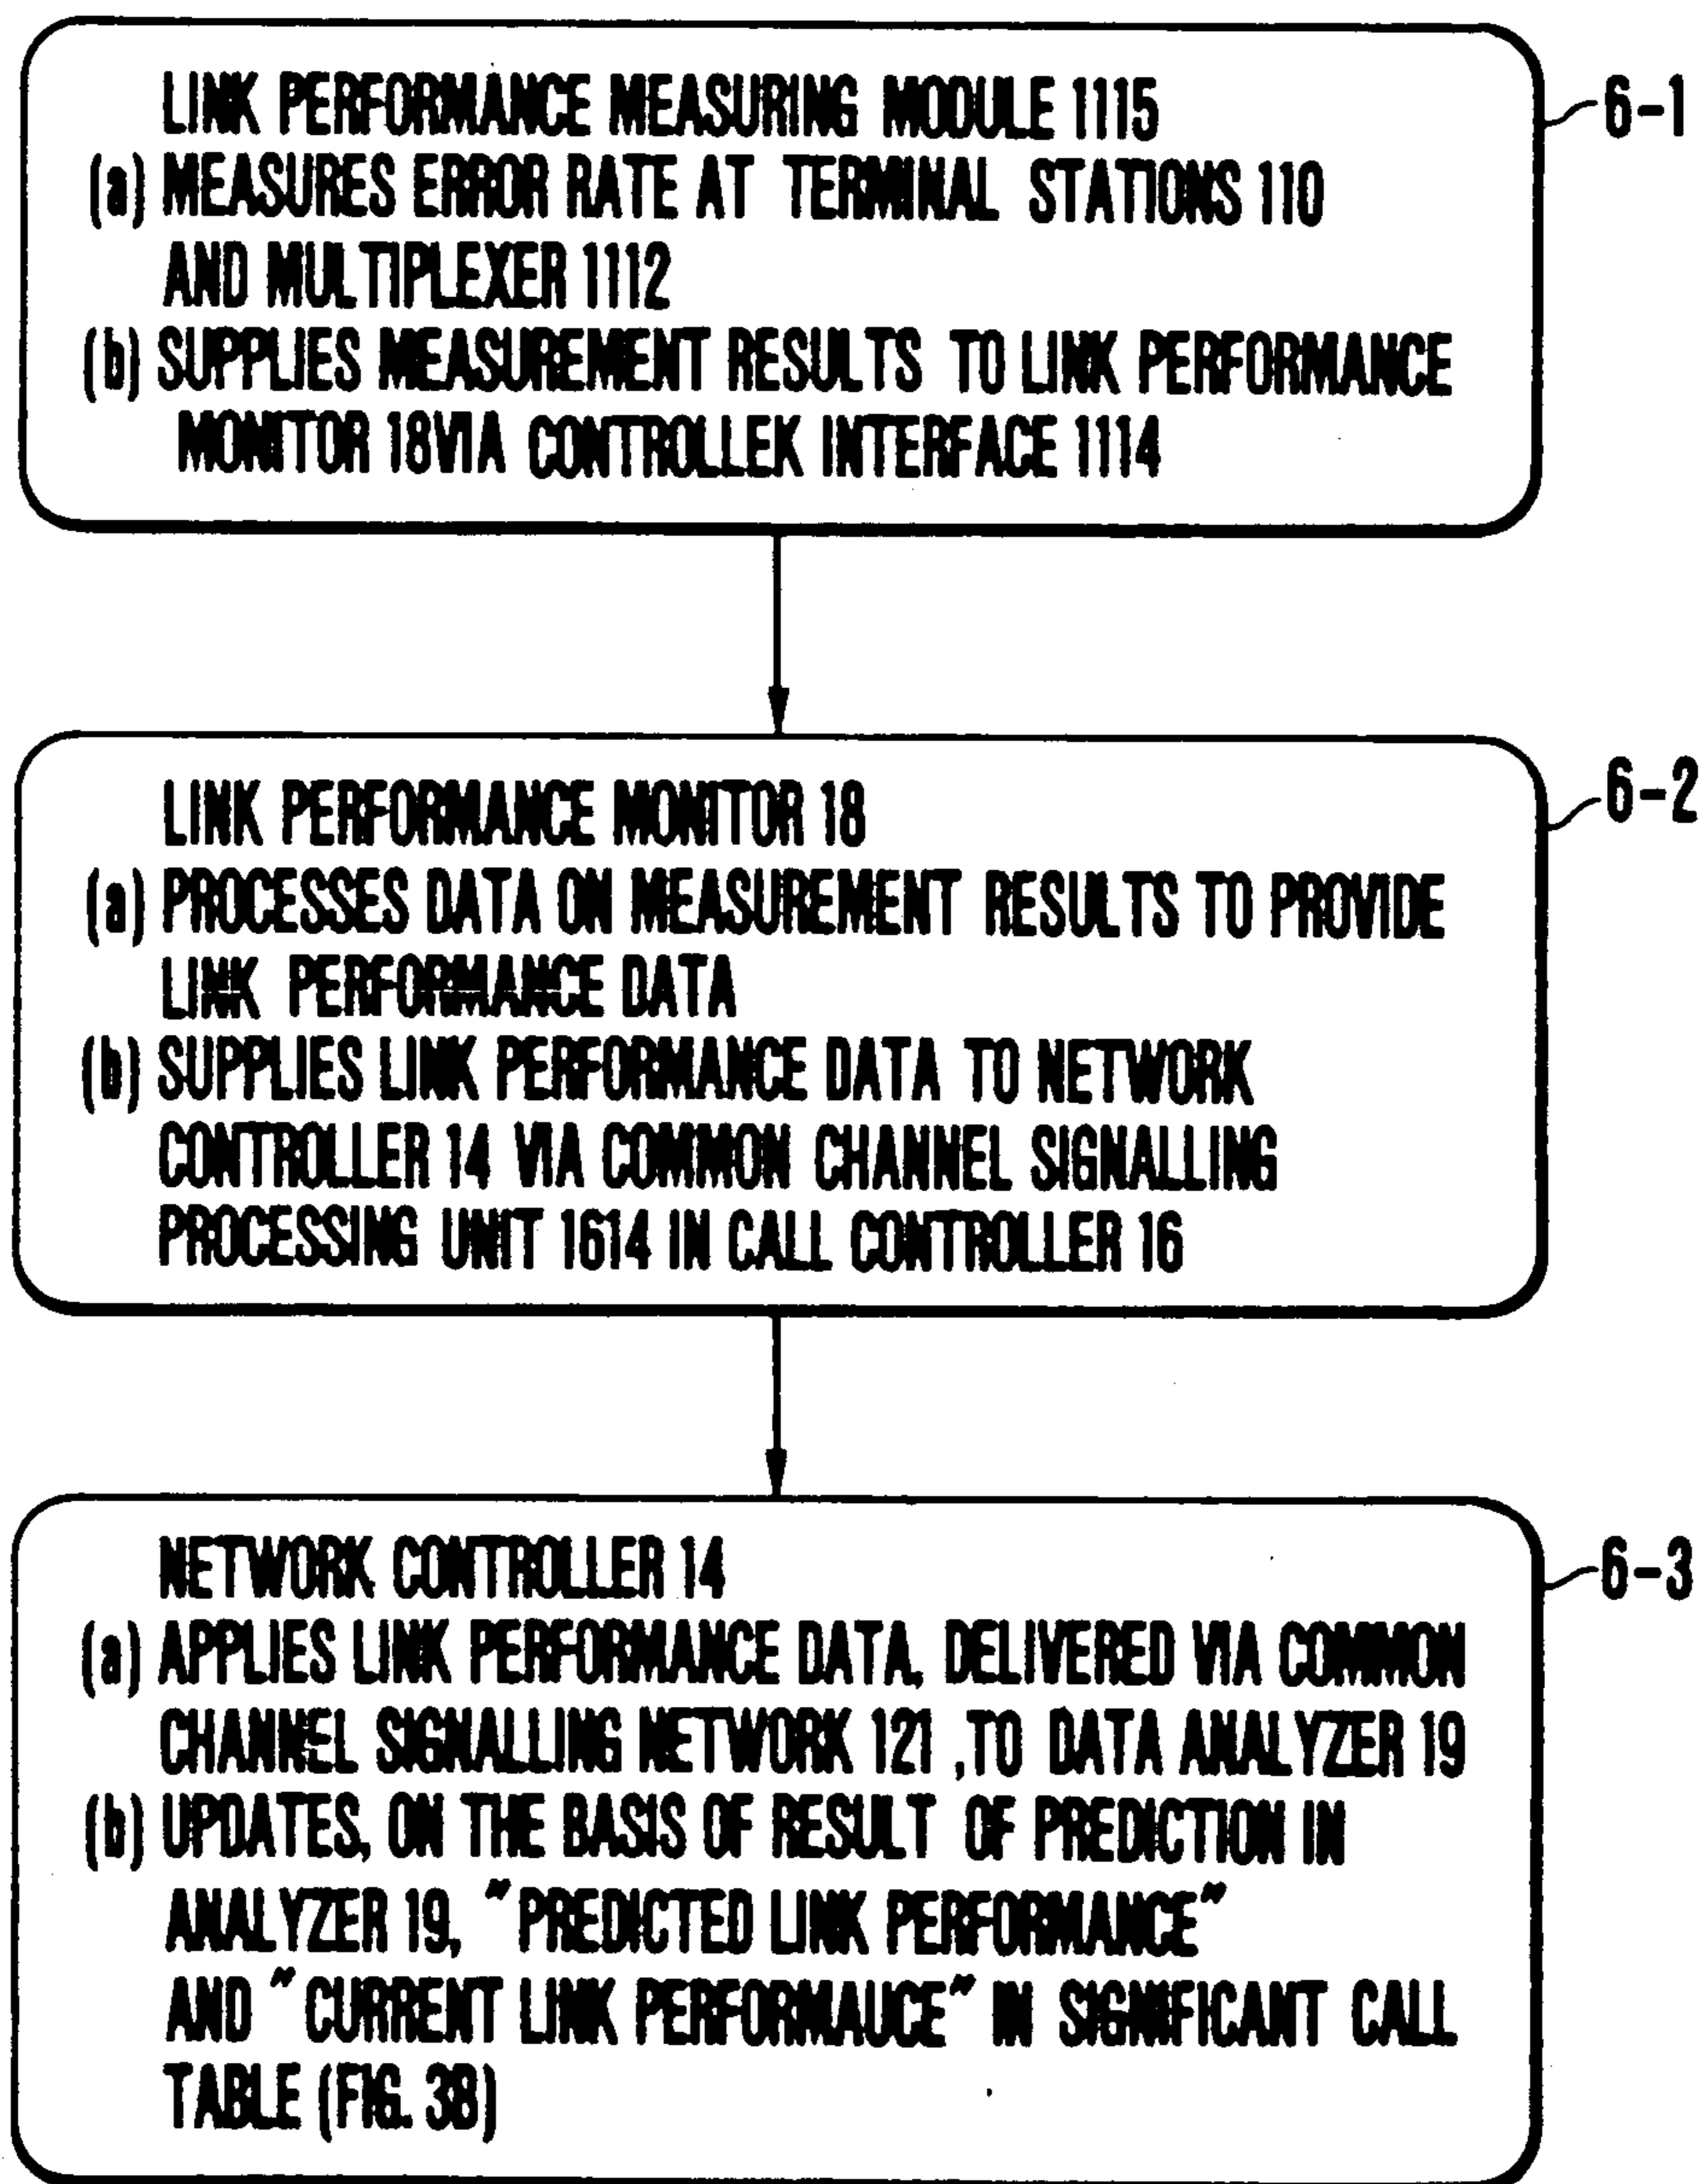 LINK PERFORMANCE MEASURING MODULE 1115
6-1
(a) MEASURES ERROR RATE AT TERMINAL STATIONS 110
AND MULTIPLEXER 1112
(b) SUPPLIES MEASUREMENT RESULTS TO LINK PERFORMANCE
MONITOR 18VIA CONTROLLEK INTERFACE 1114
LINK PERFORMANCE MONITOR 18
6-2
(a) PROCESSES DATA ON MEASUREMENT RESULTS TO PROVIDE
LINK PERFORMANCE DATA
(b) SUPPLIES LINK PERFORMANCE DATA TO NETWORK
CONTROLLER 14 VIA COMMON CHANNEL SIGNALLING
PROCESSING UNIT 1614 IN CALL CONTROLLER 16
NETWORK CONTROLLER 14
6-3
(a) APPLIES LINK PERFORMANCE DATA, DELIVERED VIA COMMON
CHANNEL SIGNALLING NETWORK 121 ,TO DATA ANALYZER 19
(b) UPDATES, ON THE BASIS OF RESULT OF PREDICTION IN
ANALYZER 19, "PREDICTED LINK PERFORMANCE"
AND "CURRENT LINK PERFORMAUCE" IN SIGNIFICANT CALL
TABLE (FIG. 3B)